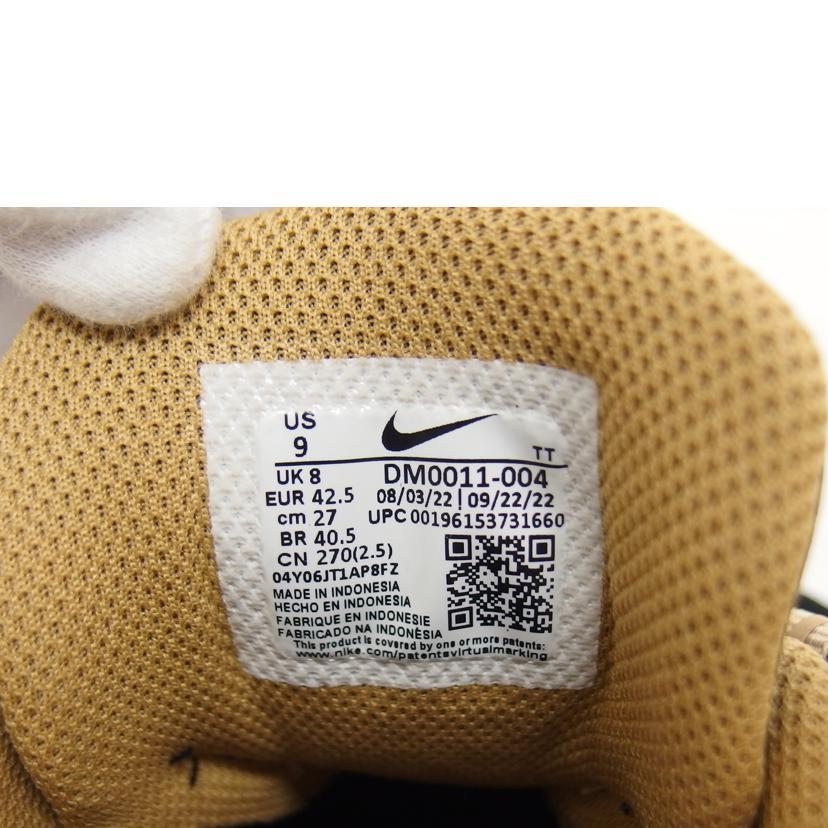 US
9
TT
UK 8
DM0011-004
EUR 42.5
08/03/22 | 09/22/22
cm 27
UPC 00196153731660
BR 40.5
CN 270(2.5)
04Y06JT1AP8FZ
MADE IN INDONESIA
HECHO EN INDONESIA
FABRIQUE EN INDONESIE
FABRICADO NA INDONÈSIA
This product is covered by one or more patents:
www.nike.com/patentsvirtualmarking